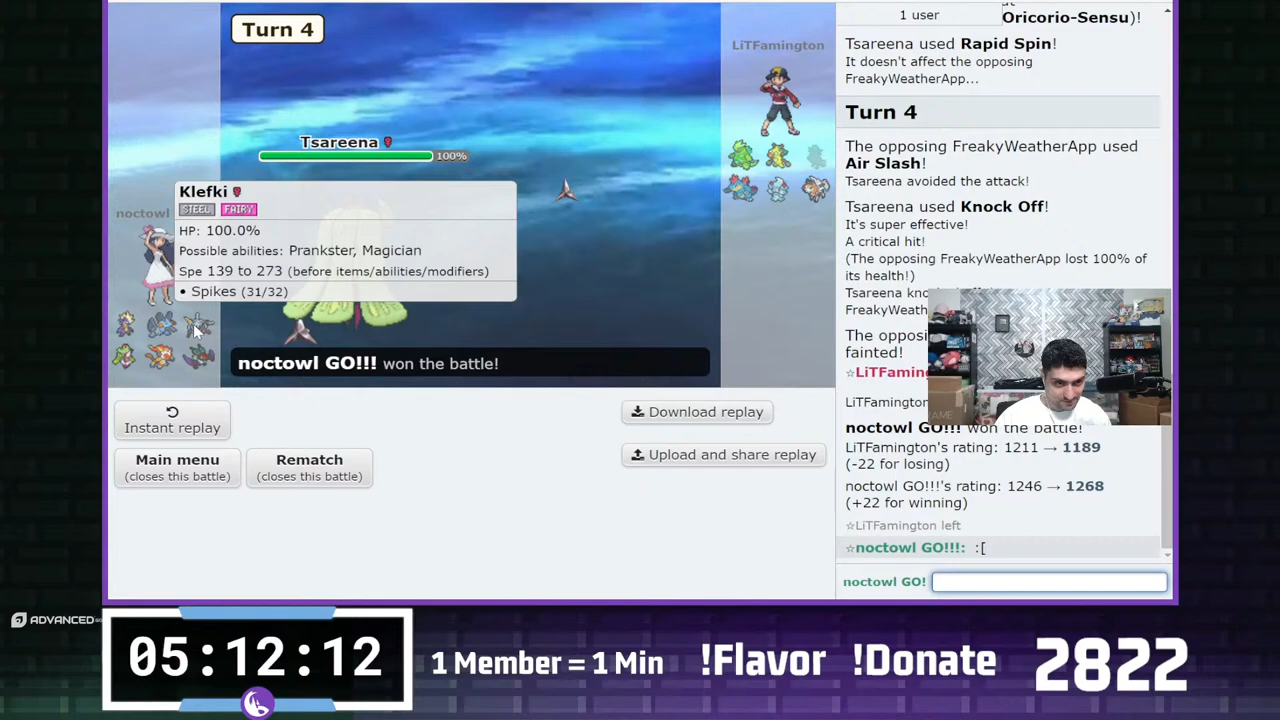 Turn 4
LiTFamington
Tsareena
100%
noctowl
Klefki
STEEL FAIRY
HP: 100.0%
Possible abilities: Prankster, Magician
Spe 139 to 273 (before items/abilities/modifiers)
• Spikes (31/32)
noctowl GO!!! won the battle!
Instant replay
Download replay
Main menu
(closes this battle)
Rematch
(closes this battle)
Upload and share replay
1 user
Oricorio-Sensu)!
Tsareena used Rapid Spin!
It doesn't affect the opposing
FreakyWeatherApp...
Turn 4
The opposing FreakyWeatherApp used
Air Slash!
Tsareena avoided the attack!
Tsareena used Knock Off!
It's super effective!
A critical hit!
(The opposing FreakyWeatherApp lost 100% of
its health!)
Tsareena
FreakyWeatherApp
The
fainted!
☆LiTFaming
LiTFamington
noctowl GO!!! won the battle!
LiTFamington's rating: 1211 → 1189
(-22 for losing)
noctowl GO!!!'s rating: 1246 → 1268
(+22 for winning)
☆LiTFamington left
☆noctowl GO!!!: :[
noctowl GO!
ADVANCED
05:12:12
1 Member = 1 Min
!Flavor !Donate
2822